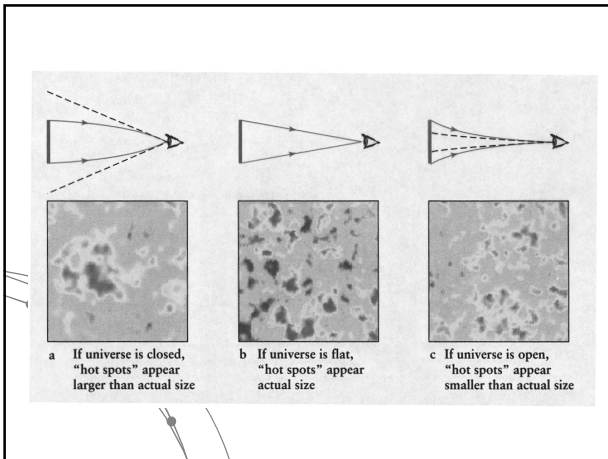 a If universe is closed,
"hot spots" appear
larger than actual size
b If universe is flat,
"hot spots" appear
actual size
c If universe is open,
"hot spots" appear
smaller than actual size